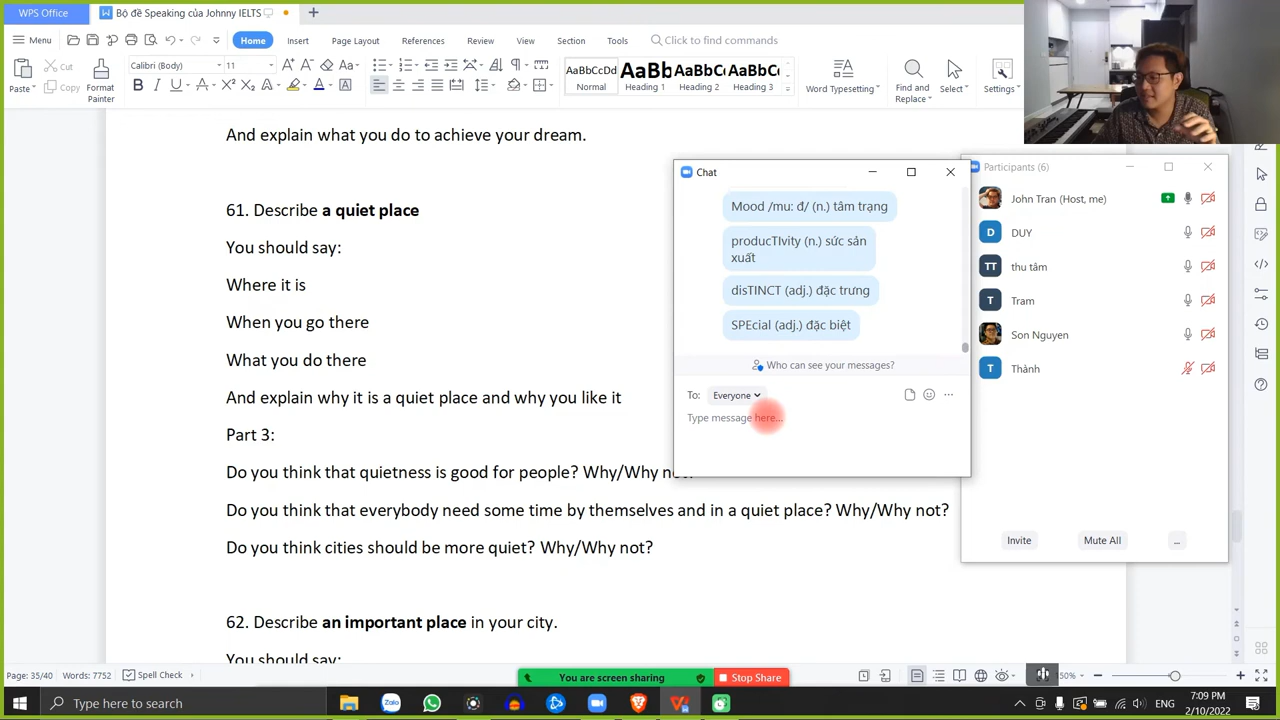 WPS Office
Bộ đề Speaking của Johnny IELTS
Menu
Home
Insert
Page Layout
References
Review
View
Section
Tools
Click to find commands
Paste
Cut
Copy
Format
Painter
Calibri (Body)
11
AaBbCcDd
Normal
AaBb
Heading 1
AaBbC
Heading 2
AaBbC
Heading 3
Word Typesetting
Find and
Replace
Select
Settings
And explain what you do to achieve your dream.
61. Describe a quiet place
You should say:
Where it is
When you go there
What you do there
And explain why it is a quiet place and why you like it
Part 3:
Do you think that quietness is good for people? Why/Why not?
Do you think that everybody need some time by themselves and in a quiet place? Why/Why not?
Do you think cities should be more quiet? Why/Why not?
62. Describe an important place in your city.
You should say:
Chat
Mood /mu: đ/ (n.) tâm trạng
producTIvity (n.) sức sản
xuất
disTINCT (adj.) đặc trưng
SPEcial (adj.) đặc biệt
Who can see your messages?
To:
Everyone
Type message here...
Participants (6)
John Tran (Host, me)
D
DUY
TT
thu tâm
T
Tram
Son Nguyen
T
Thành
Invite
Mute All
...
Page: 35/40
Words: 7752
Spell Check
You are screen sharing
Stop Share
150%
Type here to search
Zalo
ENG
7:09 PM
2/10/2022